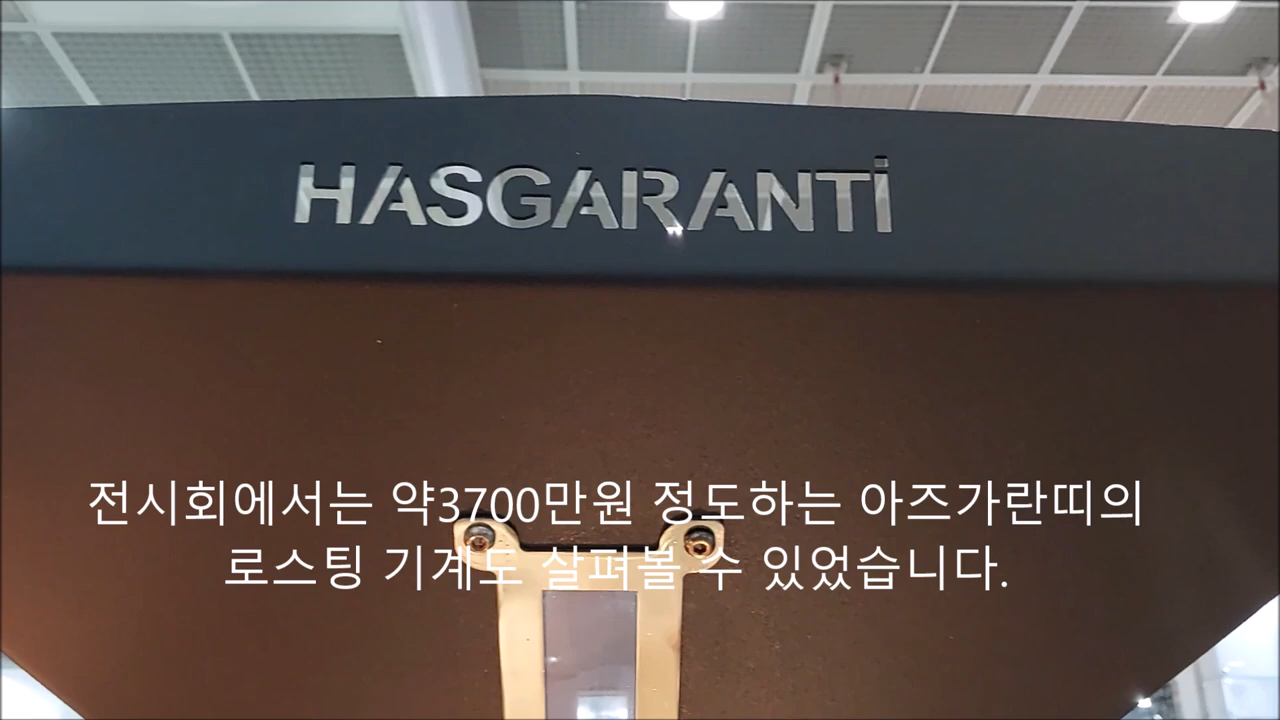 HASGARANTİ
전시회에서는 약3700만원 정도하는 아즈가란띠의
로스팅 기계도 살펴볼 수 있었습니다.